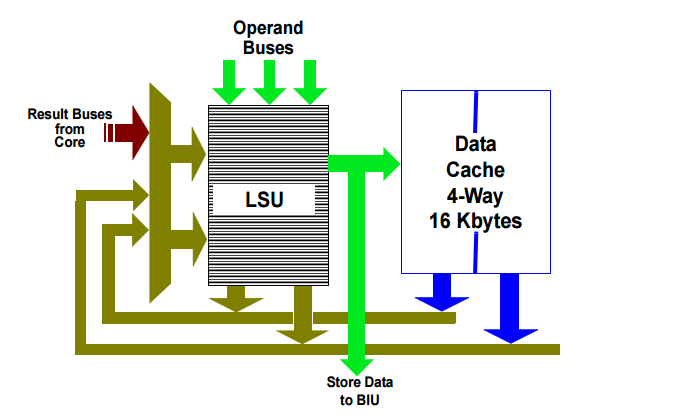 Operand
Buses
Result Buses
from
Core
LSU
Data
Cache
4-Way
16 Kbytes
Store Data
to BIU